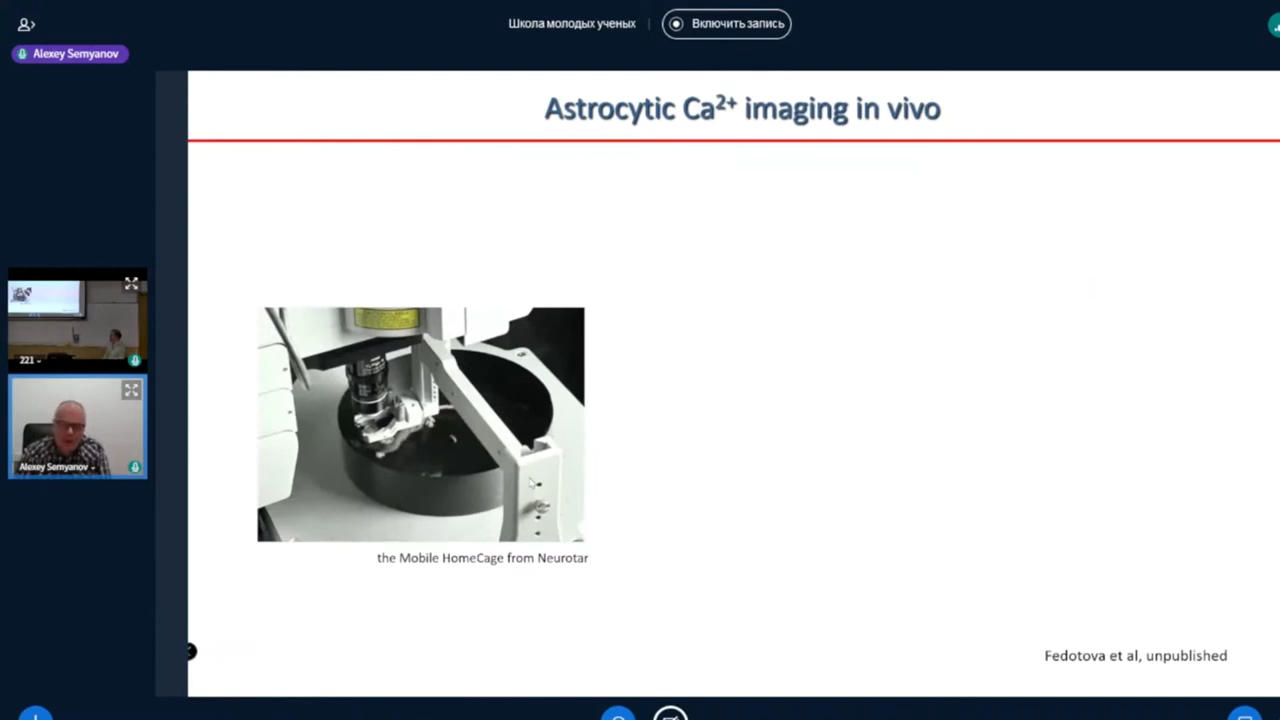 Школа молодых ученых
Включить запись
Alexey Semyanov
Astrocytic Ca²⁺ imaging in vivo
221
Alexey Semyanov
the Mobile HomeCage from Neurotar
Fedotova et al, unpublished